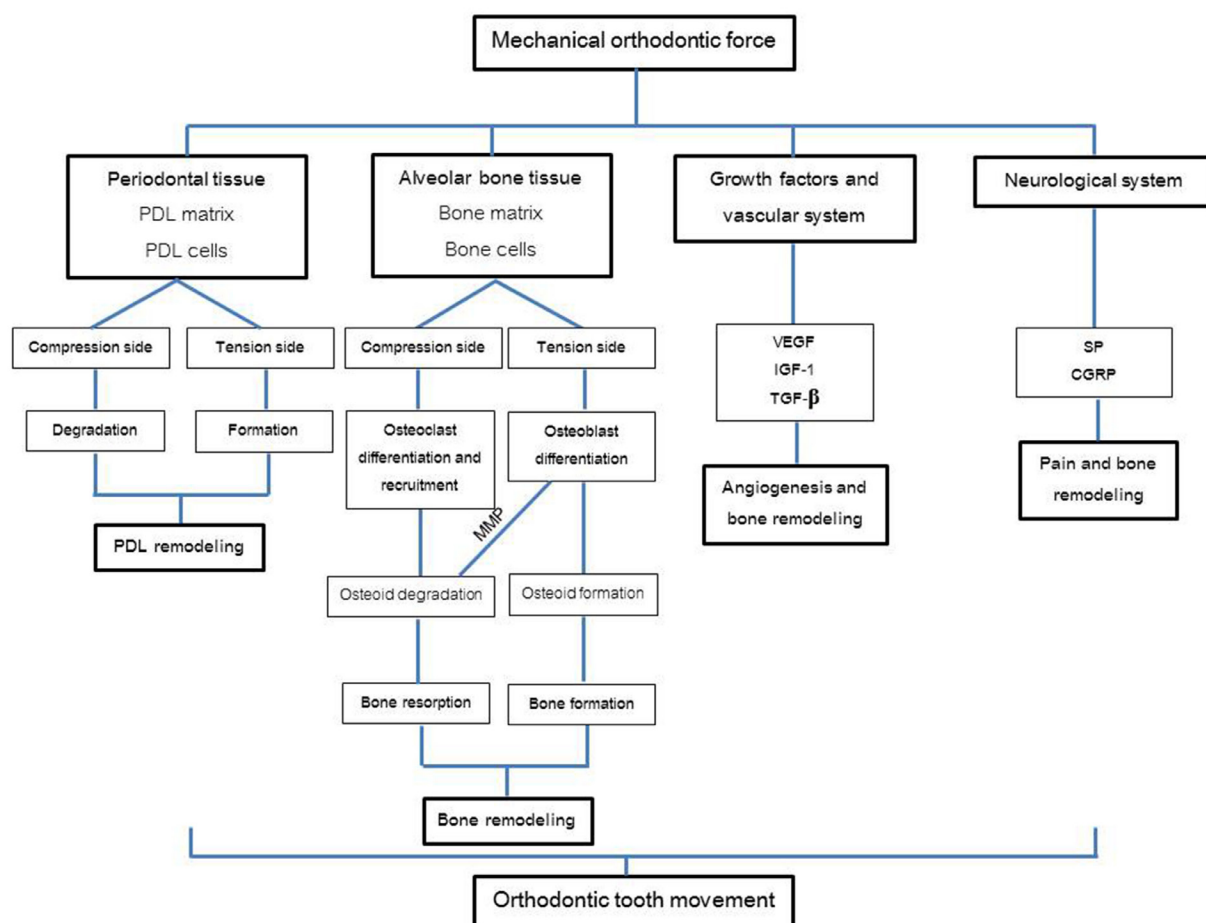 Mechanical orthodontic force
Periodontal tissue
PDL matrix
PDL cells
Alveolar bone tissue
Bone matrix
Bone cells
Growth factors and
vascular system
Neurological system
Compression side
Tension side
Compression side
Tension side
VEGF
IGF-1
TGF-β
SP
CGRP
Degradation
Formation
Osteoclast
differentiation and
recruitment
Osteoblast
differentiation
Angiogenesis and
bone remodeling
Pain and bone
remodeling
PDL remodeling
MMP
Osteoid degradation
Osteoid formation
Bone resorption
Bone formation
Bone remodeling
Orthodontic tooth movement